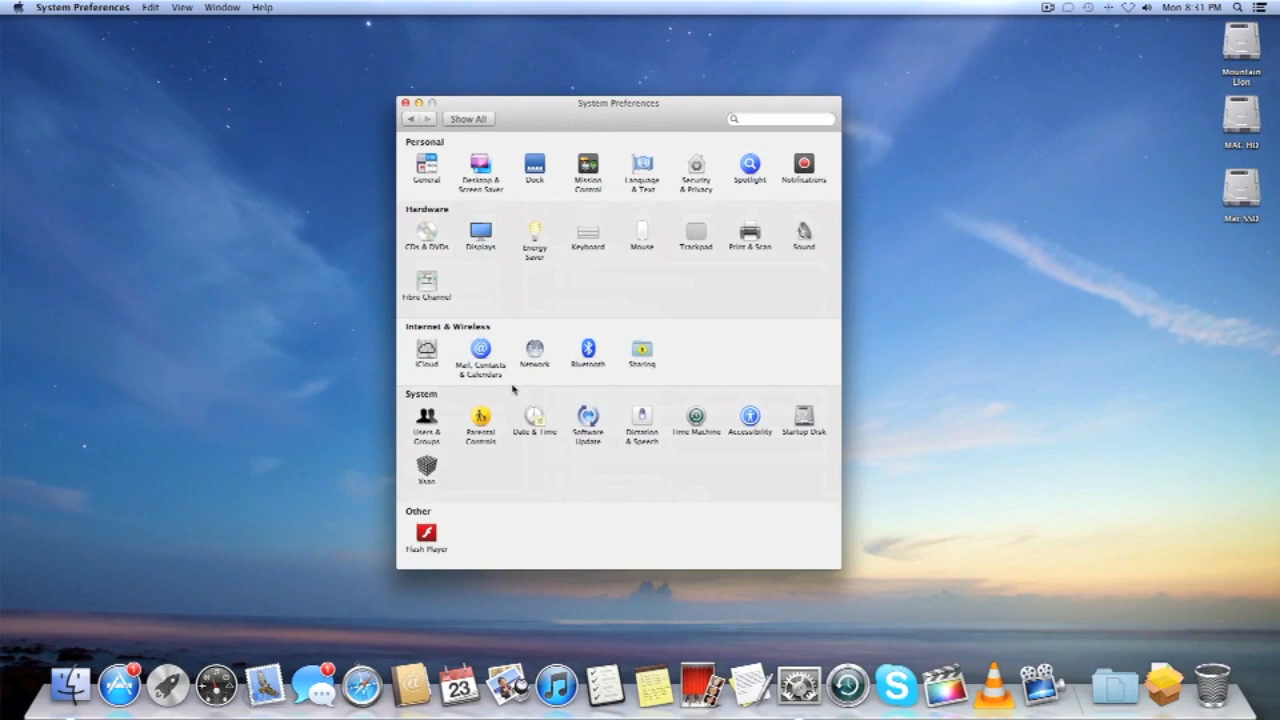 System Preferences Edit View Window Help
Mon 8:31 PM
Mountain
Lion
MAC HD
Mac SSD
System Preferences
Show All
Personal
General
Desktop &
Screen Saver
Dock
Mission
Control
Language
& Text
Security
& Privacy
Spotlight
Notifications
Hardware
CDs & DVDs
Displays
Energy
Saver
Keyboard
Mouse
Trackpad
Print & Scan
Sound
Fibre Channel
Internet & Wireless
iCloud
Mail, Contacts
& Calendars
Network
Bluetooth
Sharing
System
Users &
Groups
Parental
Controls
Date & Time
Software
Update
Dictation
& Speech
Time Machine
Accessibility
Startup Disk
Xsan
Other
Flash Player
1
1
23